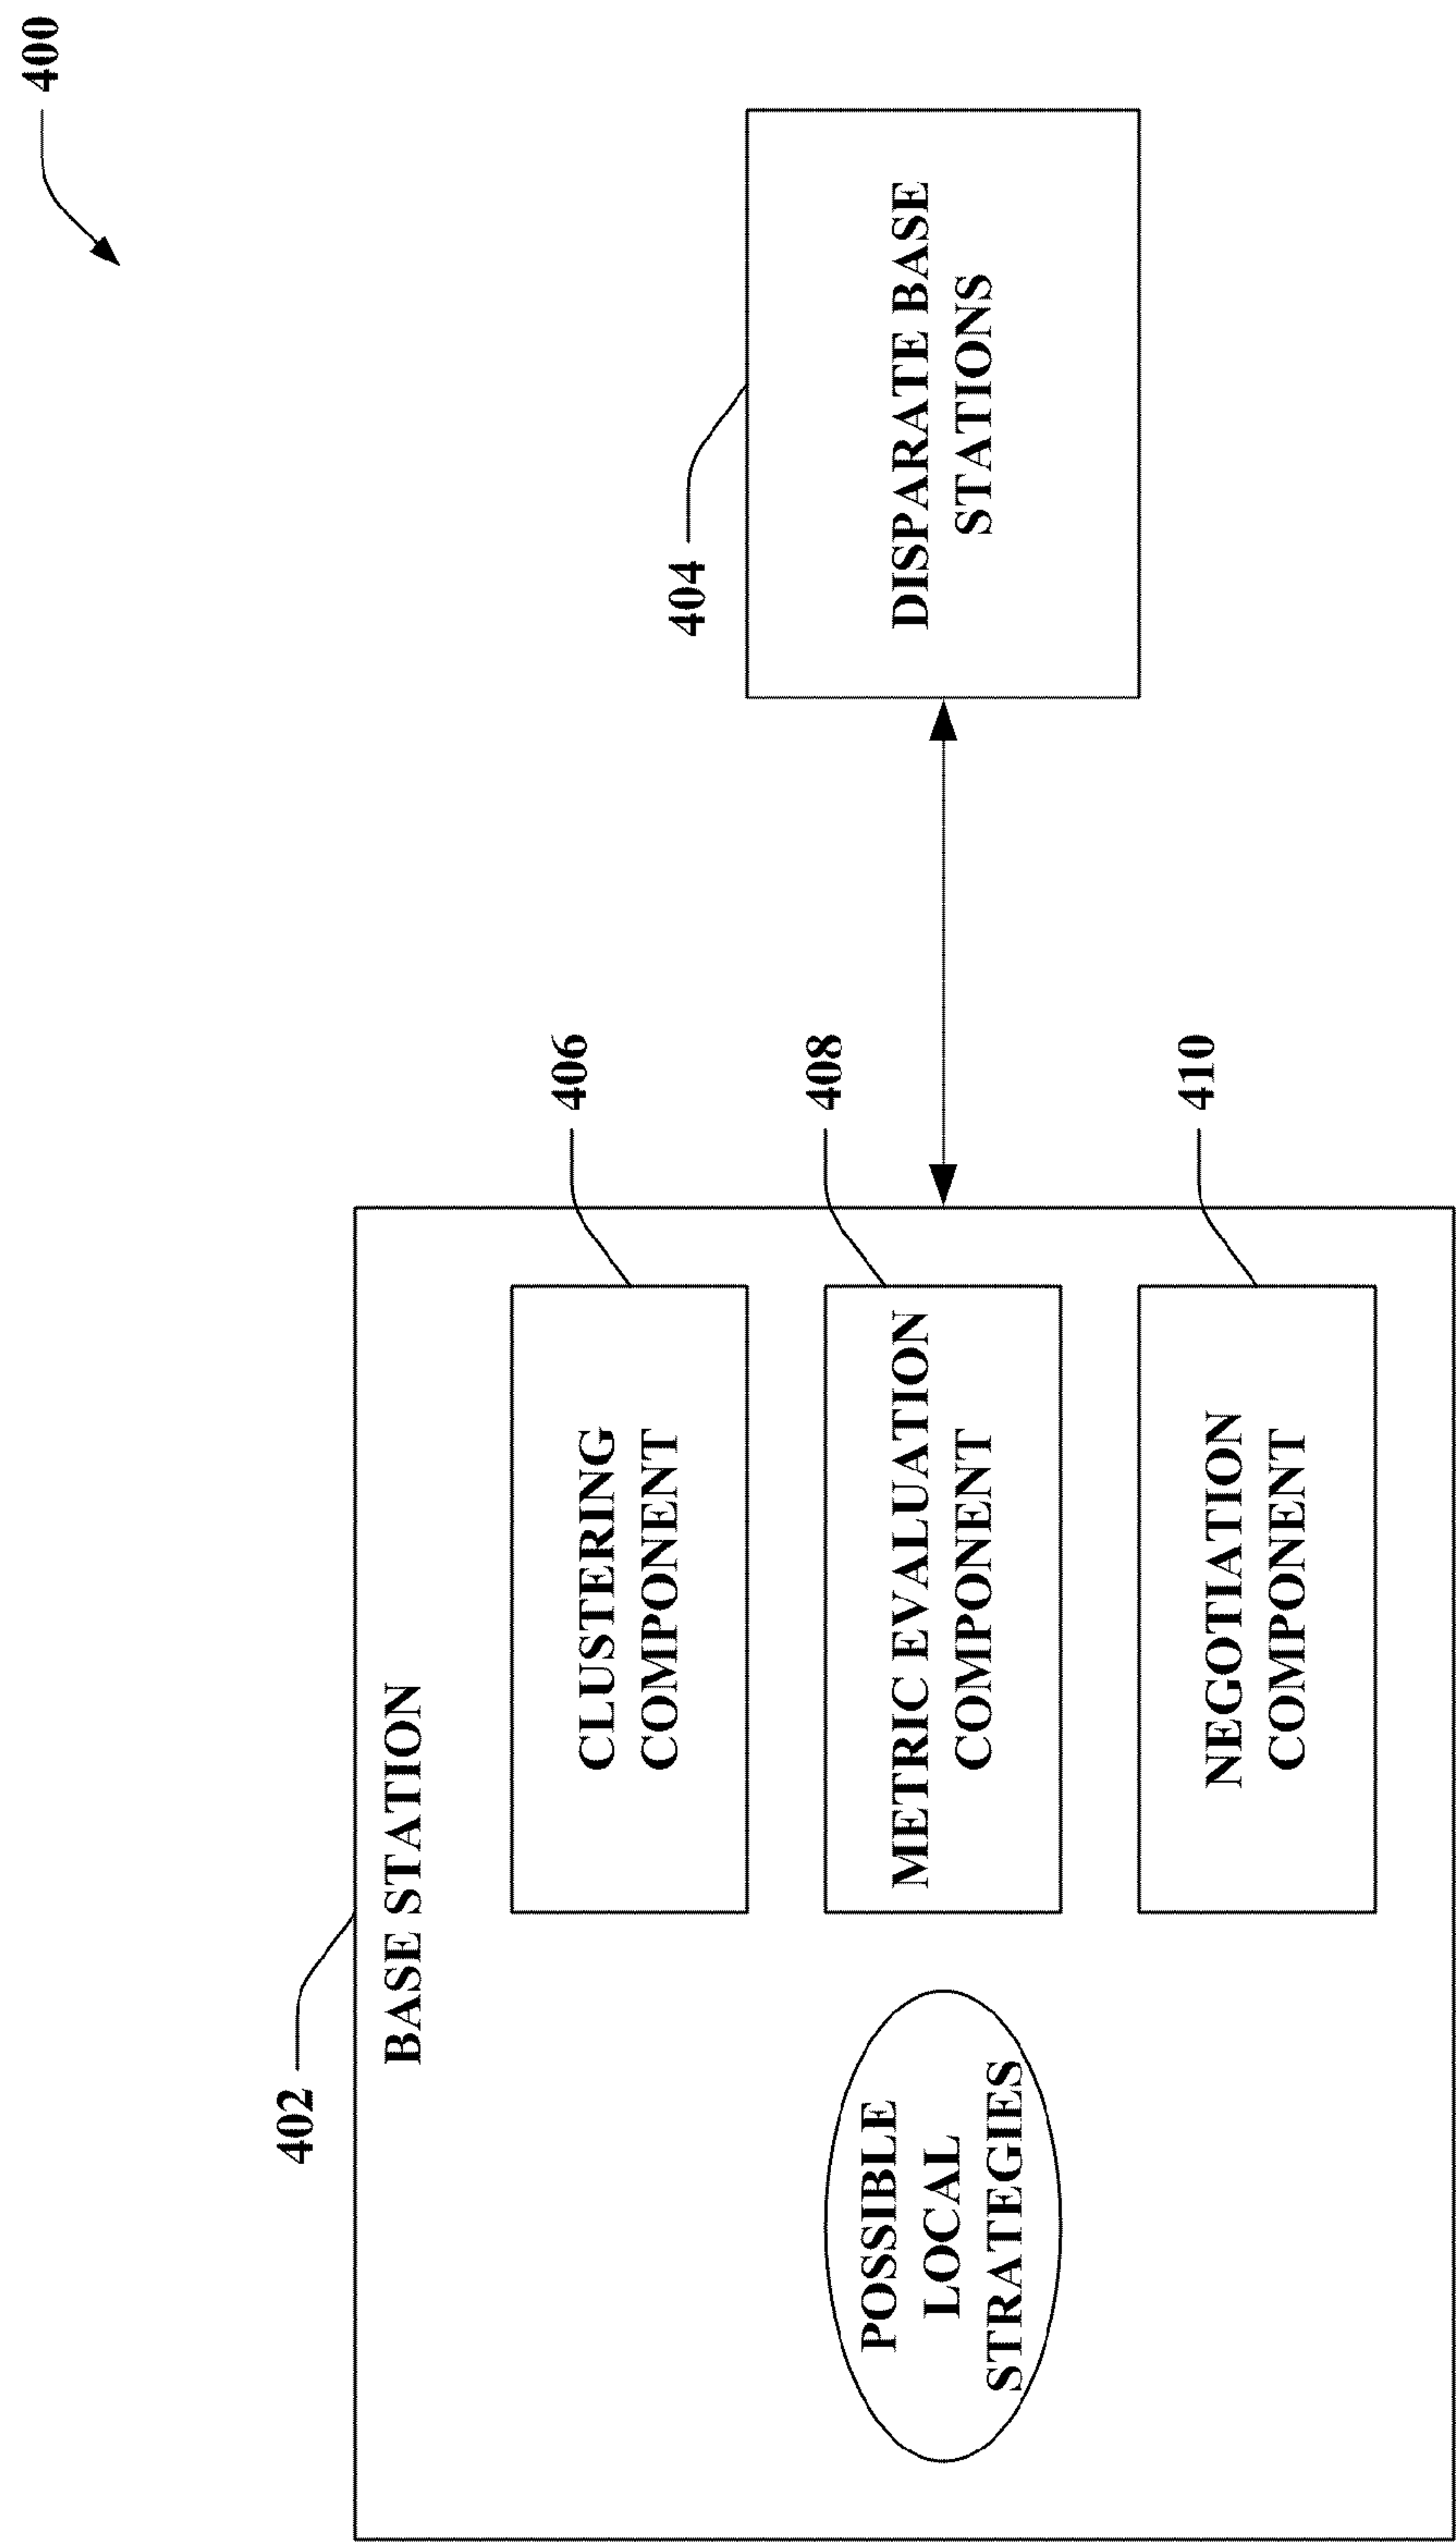 400
402
BASE STATION
406
CLUSTERING
COMPONENT
POSSIBLE
LOCAL
STRATEGIES
408
METRIC EVALUATION
COMPONENT
410
NEGOTIATION
COMPONENT
404
DISPARATE BASE
STATIONS